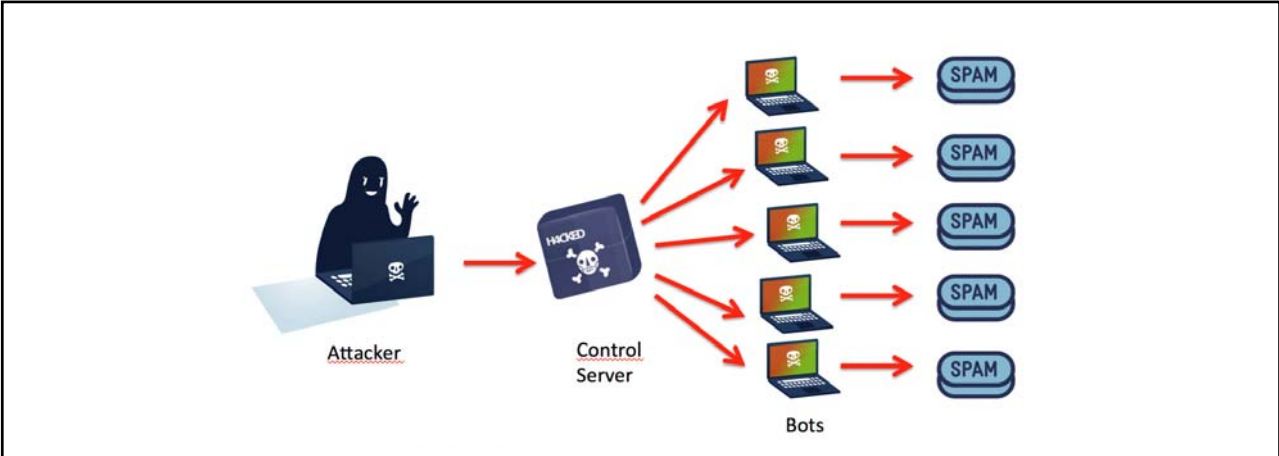 SPAM
SPAM
SPAM
SPAM
SPAM
HACKED
Attacker
Control
Server
Bots